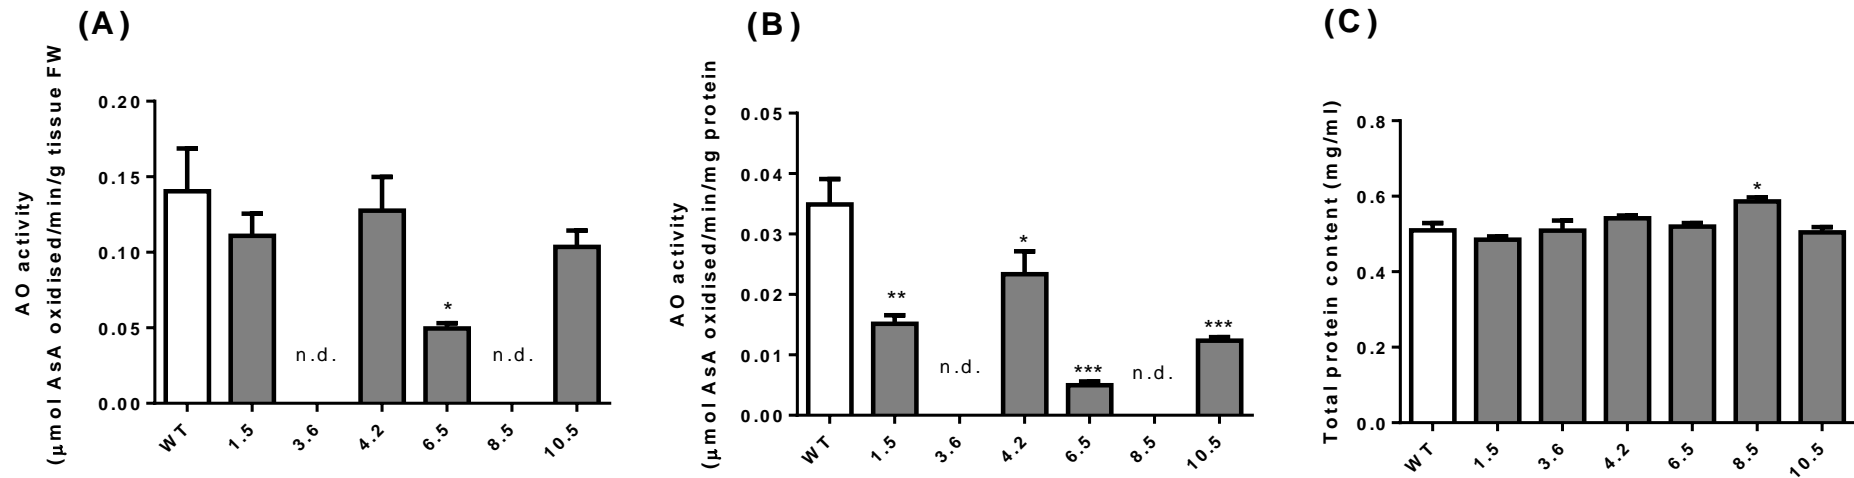 (A)
AO activity
(µmol AsA oxidised/min/g tissue FW
0.20
0.15
0.10
0.05
0.00
n.d.
*
n.d.
WT
1.5
3.6
4.2
6.5
8.5
10.5
(B)
AO activity
(µmol AsA oxidised/min/mg protein
0.05
0.04
0.03
0.02
0.01
0.00
**
n.d.
*
***
n.d.
***
WT
1.5
3.6
4.2
6.5
8.5
10.5
(C)
Total protein content (mg/ml)
0.8
0.6
0.4
0.2
0.0
*
WT
1.5
3.6
4.2
6.5
8.5
10.5